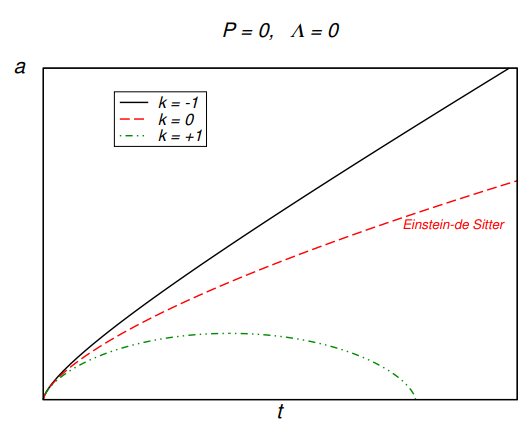 P = 0, Λ = 0
a
k = -1
k = 0
k = +1
Einstein-de Sitter
t